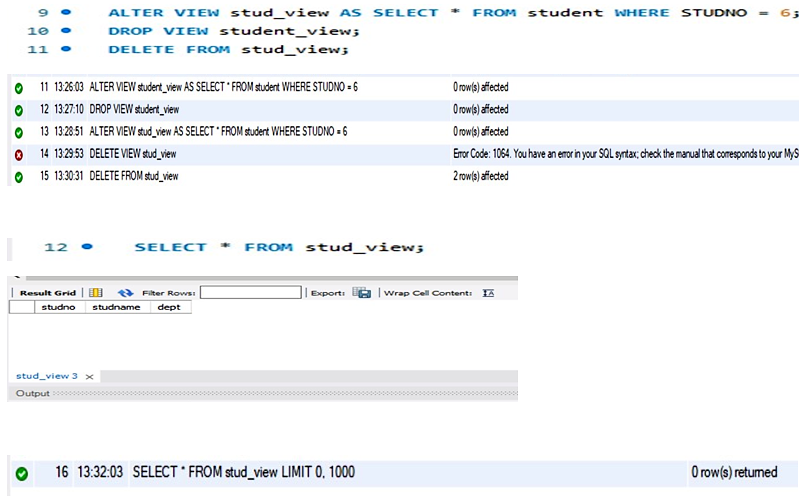 9 ALTER VIEW stud_view AS SELECT * FROM student WHERE STUDNO = 6;
10 DROP VIEW student_view;
11 DELETE FROM stud_view;
11 13:26:03 ALTER VIEW student_view AS SELECT * FROM student WHERE STUDNO = 6 0 row(s) affected
12 13:27:10 DROP VIEW student_view 0 row(s) affected
13 13:28:51 ALTER VIEW stud_view AS SELECT * FROM student WHERE STUDNO = 6 0 row(s) affected
14 13:29:53 DELETE VIEW stud_view Error Code: 1064. You have an error in your SQL syntax; check the manual that corresponds to your MyS
15 13:30:31 DELETE FROM stud_view 2 row(s) affected
12 SELECT * FROM stud_view;
Result Grid Filter Rows: Export: Wrap Cell Content: IA
studno studname dept
stud_view 3 ×
Output
16 13:32:03 SELECT * FROM stud_view LIMIT 0, 1000 0 row(s) returned